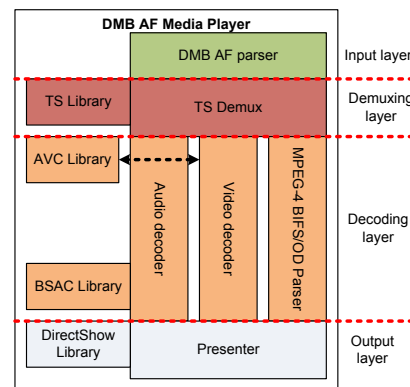 DMB AF Media Player
DMB AF parser
Input layer
TS Library
TS Demux
Demuxing
layer
AVC Library
Audio decoder
Video decoder
MPEG-4 BIFS/OD Parser
Decoding
layer
BSAC Library
DirectShow
Library
Presenter
Output
layer